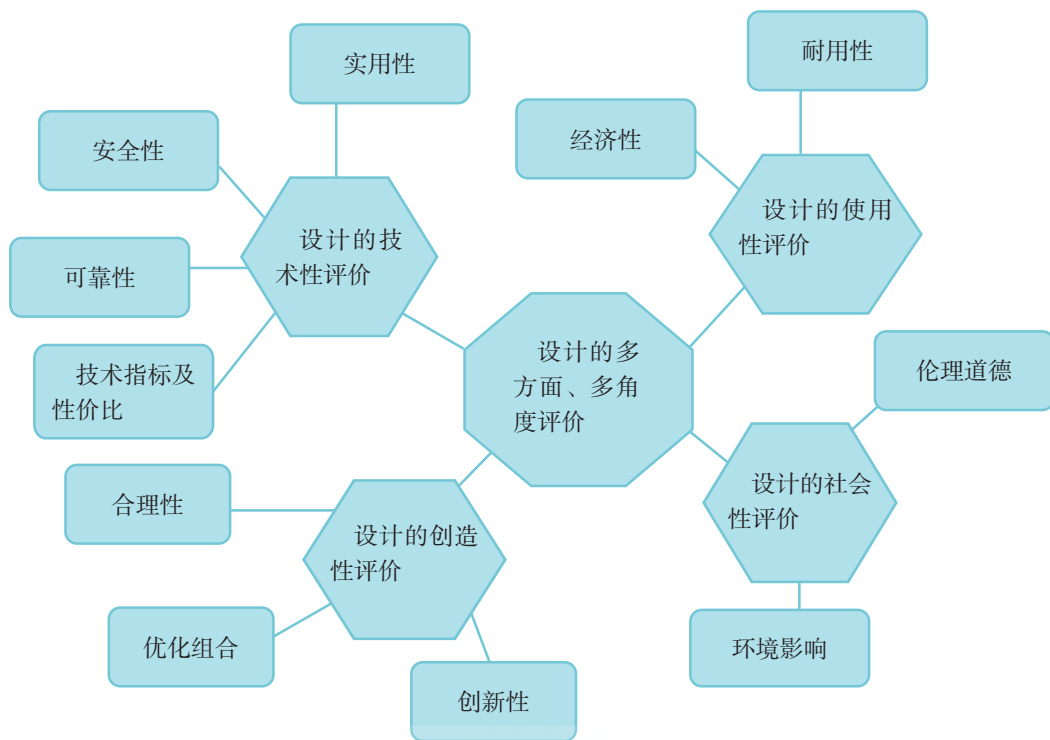 实用性
安全性
可靠性
技术指标及
性价比
设计的技
术性评价
耐用性
经济性
设计的使用
性评价
设计的多
方面、多角
度评价
伦理道德
设计的社会
性评价
环境影响
合理性
设计的创造
性评价
优化组合
创新性